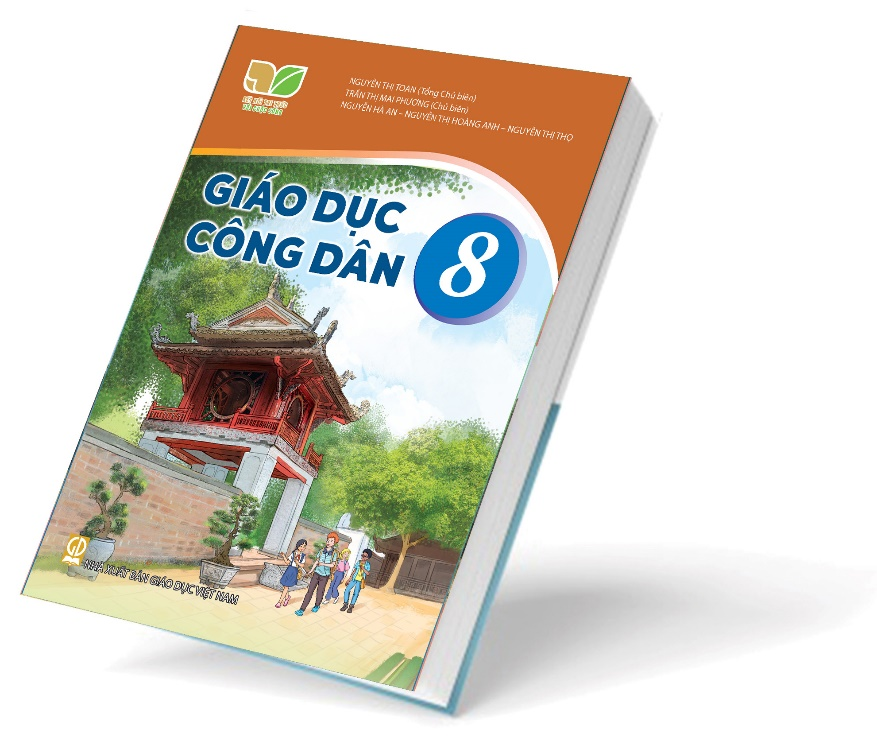 NGUYỄN THỊ TOAN (Tổng Chủ biên)
TRẦN THỊ MAI PHƯƠNG (Chủ biên)
NGUYỄN HÀ AN – NGUYỄN THỊ HOÀNG ANH – NGUYỄN THỊ THỌ
KẾT NỐI TRI THỨC
VỚI CUỘC SỐNG
GIÁO DỤC
CÔNG DÂN
8
NHÀ XUẤT BẢN GIÁO DỤC VIỆT NAM